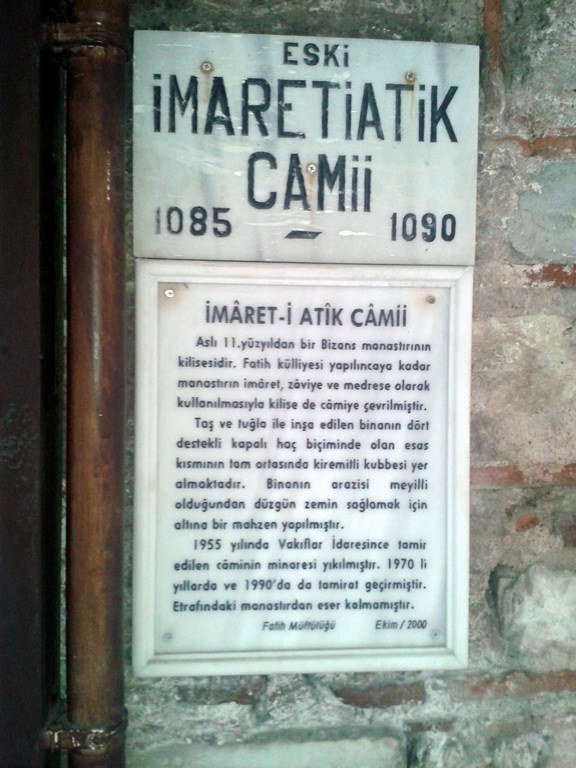 ESKİ
İMARETİATİK
CAMİİ
1085 - 1090
İMÂRET-İ ATÎK CÂMİİ
Aslı 11.yüzyıldan bir Bizans manastırının
kilisesidir. Fatih külliyesi yapılıncaya kadar
manastırın imâret, zâviye ve medrese olarak
kullanılmasıyla kilise de câmiye çevrilmiştir.
Taş ve tuğla ile inşa edilen binanın dört
destekli kapalı haç biçiminde olan esas
kısmının tam ortasında kiremitli kubbesi yer
almaktadır. Binanın arazisi meyilli
olduğundan düzgün zemin sağlamak için
altına bir mahzen yapılmıştır.
1955 yılında Vakıflar İdaresince tamir
edilen câminin minaresi yıkılmıştır. 1970 li
yıllarda ve 1990'da da tamirat geçirmiştir.
Etrafındaki manastırdan eser kalmamıştır.
Fatih Müftülüğü Ekim / 2000